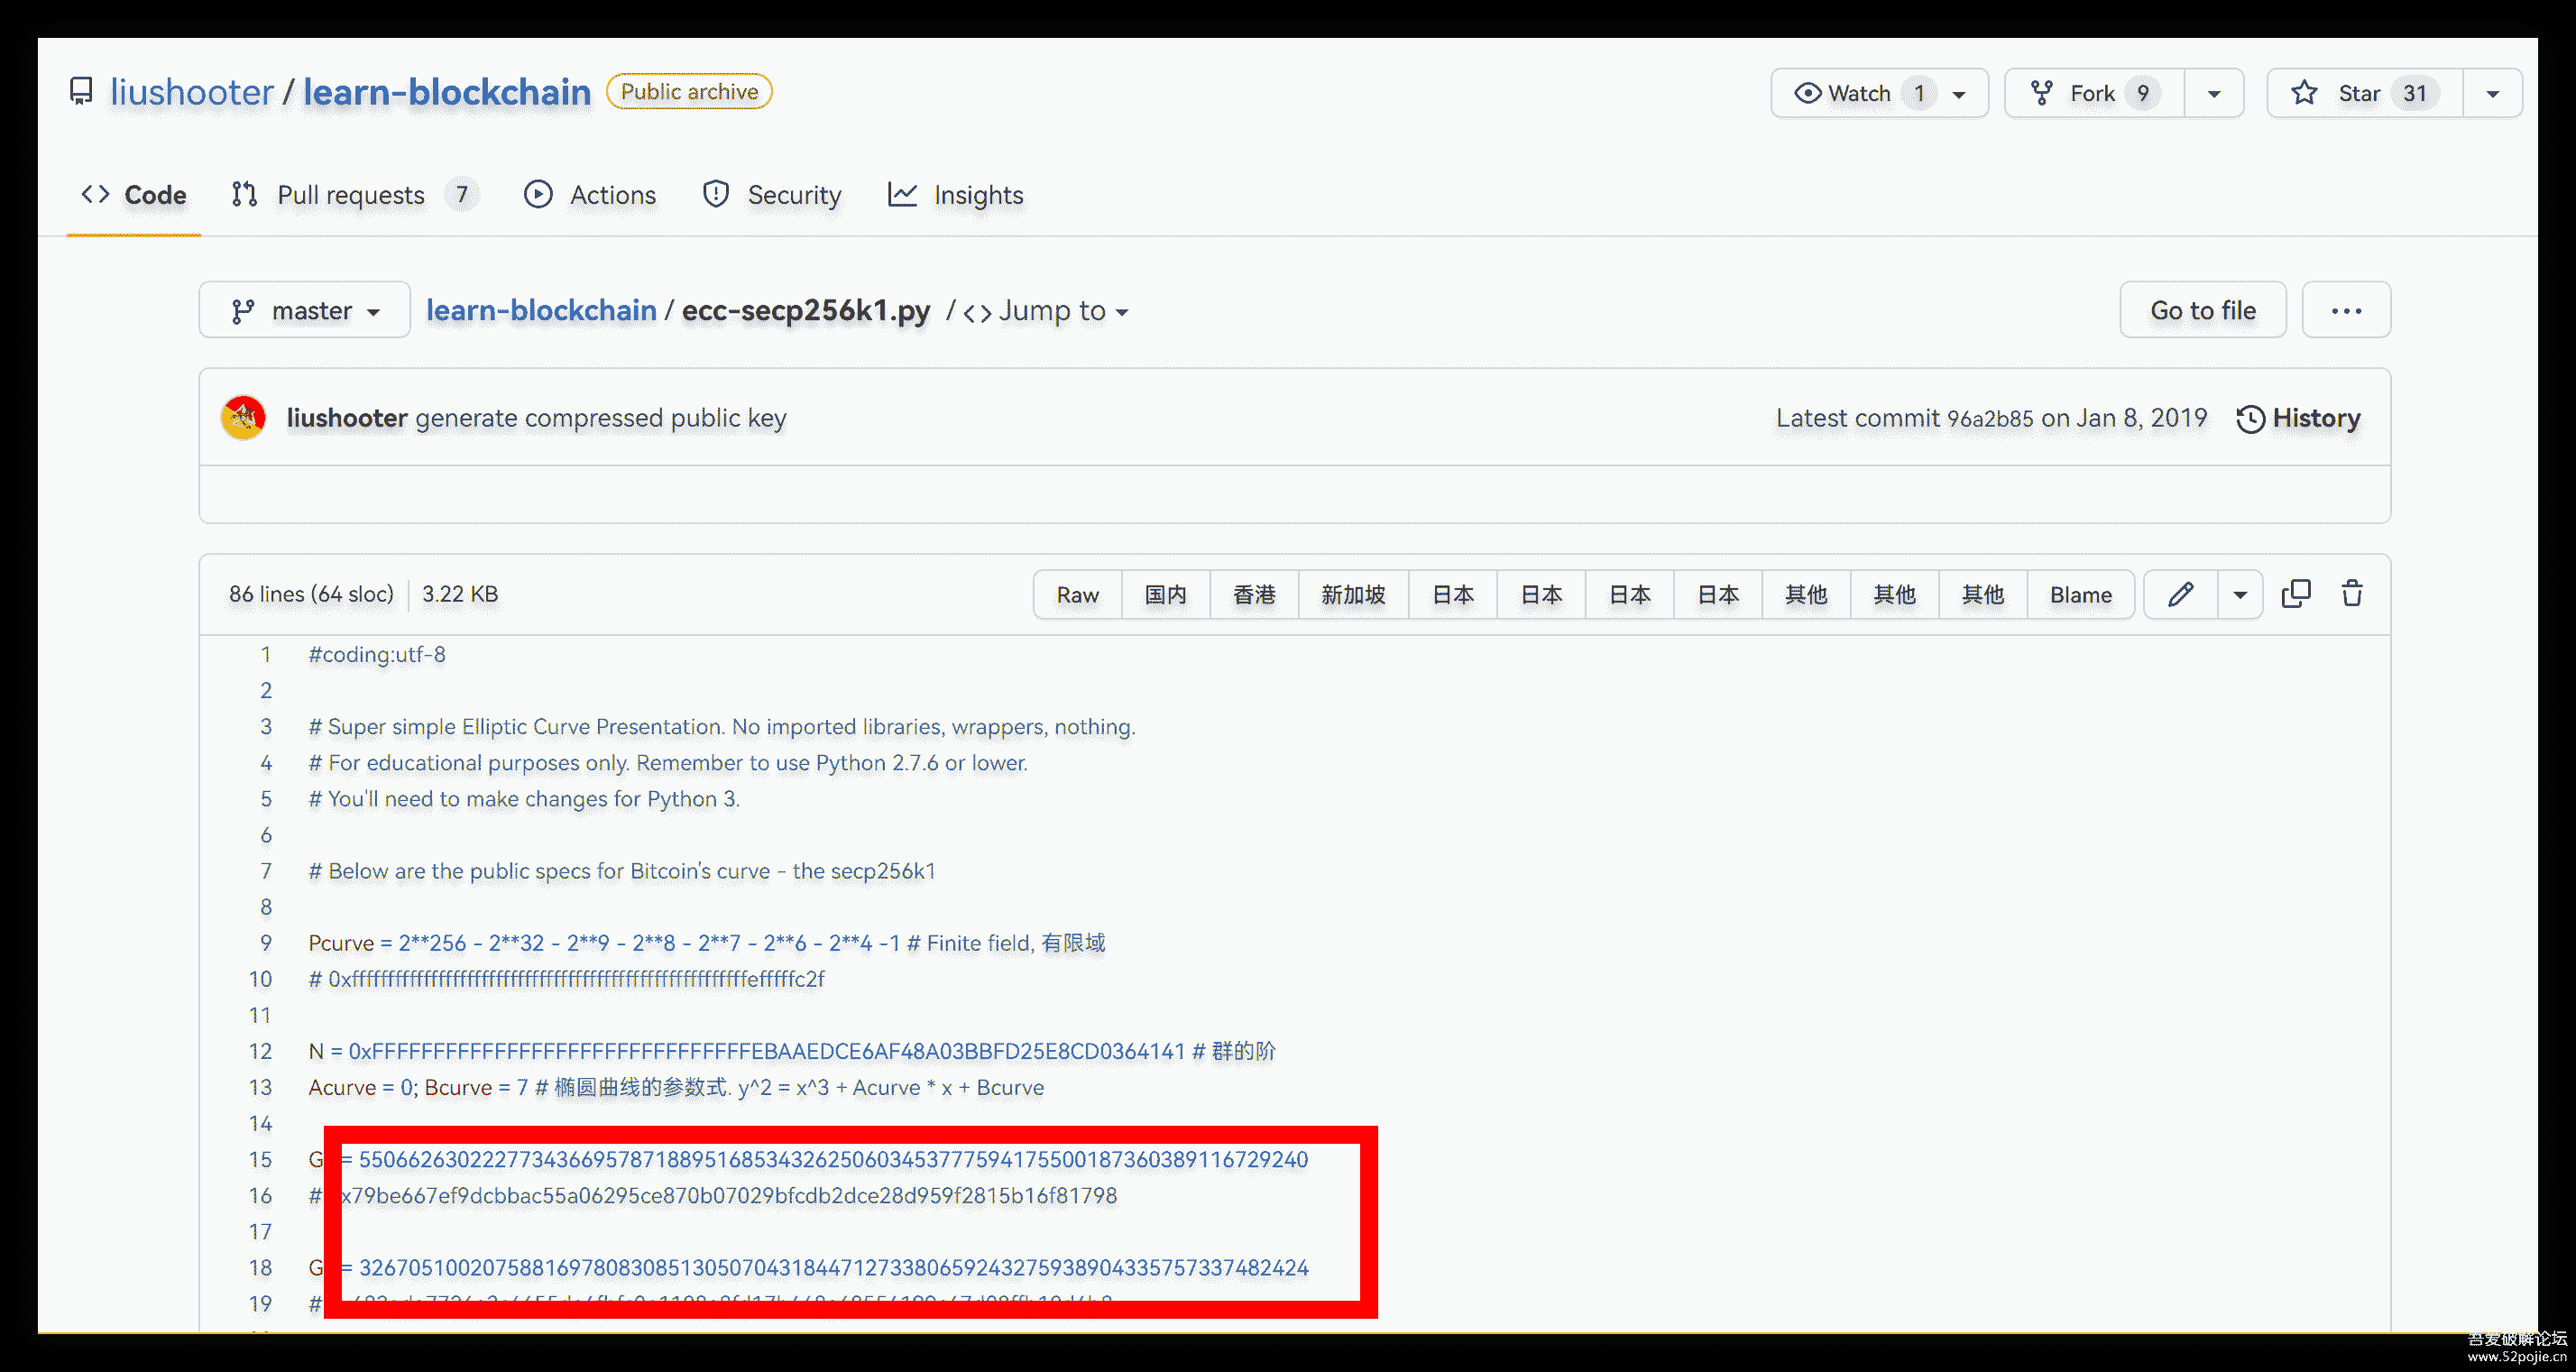 liushooter / learn-blockchain Public archive Watch 1 Fork 9 Star 31
Code Pull requests 7 Actions Security Insights
master learn-blockchain / ecc-secp256k1.py / <> Jump to Go to file ...
liushooter generate compressed public key Latest commit 96a2b85 on Jan 8, 2019 History
86 lines (64 sloc) 3.22 KB Raw 国内 香港 新加坡 日本 日本 日本 日本 其他 其他 其他 Blame
1 #coding:utf-8
2
3 # Super simple Elliptic Curve Presentation. No imported libraries, wrappers, nothing.
4 # For educational purposes only. Remember to use Python 2.7.6 or lower.
5 # You'll need to make changes for Python 3.
6
7 # Below are the public specs for Bitcoin's curve - the secp256k1
8
9 Pcurve = 2**256 - 2**32 - 2**9 - 2**8 - 2**7 - 2**6 - 2**4 -1 # Finite field, 有限域
10 # 0xfffffffffffffffffffffffffffffffffffffffffffffffffffffffefffffc2f
11
12 N = 0xFFFFFFFFFFFFFFFFFFFFFFFFFFFFFFFEBAAEDCE6AF48A03BBFD25E8CD0364141 # 群的阶
13 Acurve = 0; Bcurve = 7 # 椭圆曲线的参数式. y^2 = x^3 + Acurve * x + Bcurve
14
15 G = 55066263022277343669578718895168534326250603453777594175500187360389116729240
16 # x79be667ef9dcbbac55a06295ce870b07029bfcdb2dce28d959f2815b16f81798
17
18 G = 32670510020758816978083085130507043184471273380659243275938904335757337482424
19 #
吾爱破解论坛
www.52pojie.cn